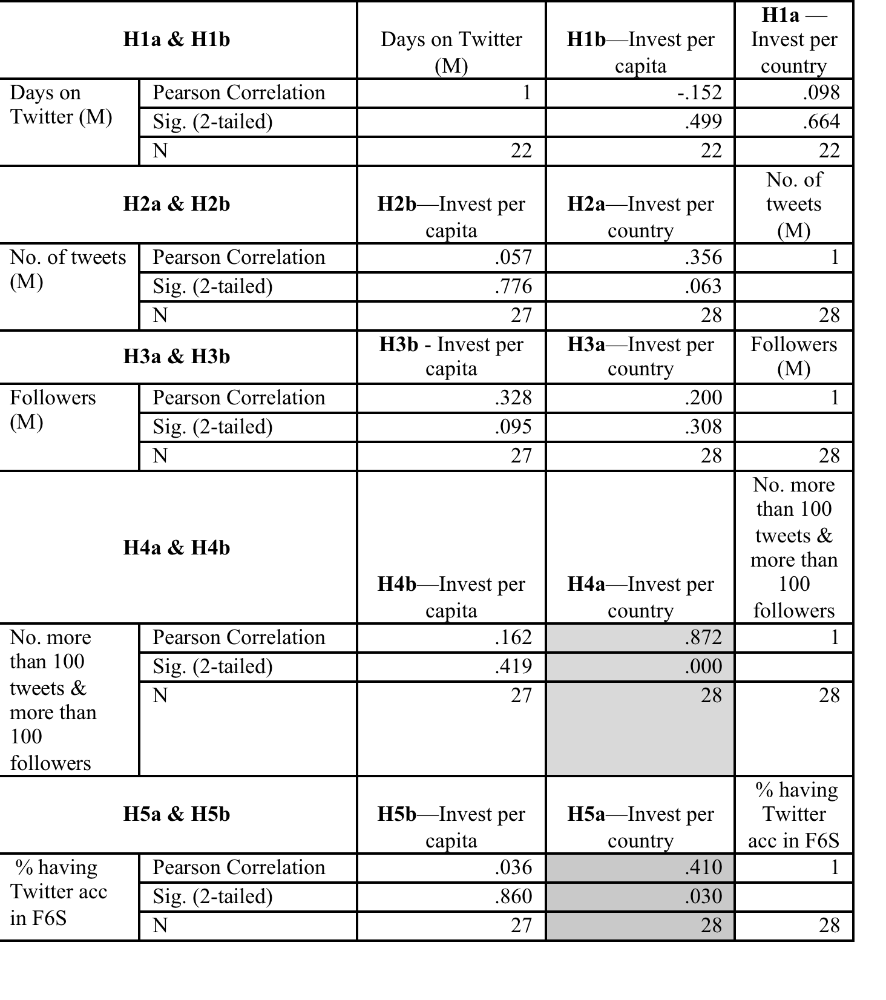 H1a & H1b
Days on Twitter
(M)
H1b—Invest per
capita
H1a —
Invest per
country
Days on
Twitter (M)
Pearson Correlation
1
-.152
.098
Sig. (2-tailed)
.499
.664
N
22
22
22
H2a & H2b
H2b—Invest per
capita
H2a—Invest per
country
No. of
tweets
(M)
No. of tweets
(M)
Pearson Correlation
.057
.356
1
Sig. (2-tailed)
.776
.063
N
27
28
28
H3a & H3b
H3b - Invest per
capita
H3a—Invest per
country
Followers
(M)
Followers
(M)
Pearson Correlation
.328
.200
1
Sig. (2-tailed)
.095
.308
N
27
28
28
H4a & H4b
H4b—Invest per
capita
H4a—Invest per
country
No. more
than 100
tweets &
more than
100
followers
No. more
than 100
tweets &
more than
100
followers
Pearson Correlation
.162
.872
1
Sig. (2-tailed)
.419
.000
N
27
28
28
H5a & H5b
H5b—Invest per
capita
H5a—Invest per
country
% having
Twitter
acc in F6S
% having
Twitter acc
in F6S
Pearson Correlation
.036
.410
1
Sig. (2-tailed)
.860
.030
N
27
28
28